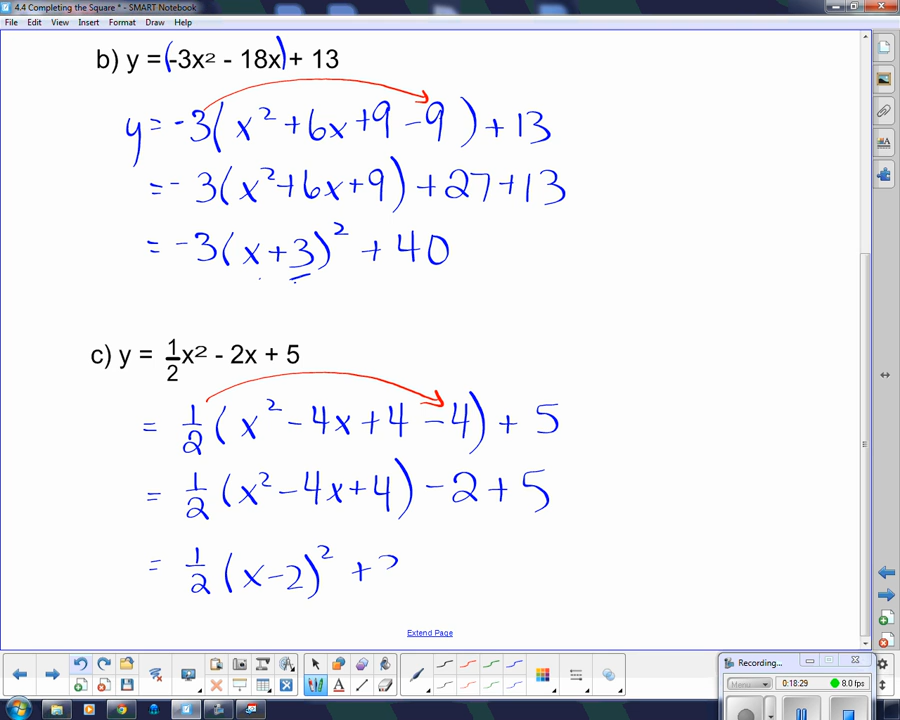 4.4 Completing the Square * - SMART Notebook
File Edit View Insert Format Draw Help
b) y = (-3x² - 18x) + 13
y = -3(x² + 6x + 9 - 9) + 13
= -3(x² + 6x + 9) + 27 + 13
= -3(x + 3)² + 40
c) y = 1/2x² - 2x + 5
= 1/2(x² - 4x + 4 - 4) + 5
= 1/2(x² - 4x + 4) - 2 + 5
= 1/2(x - 2)² +
Extend Page
Recording...
Menu 0:18:29 8.0 fps